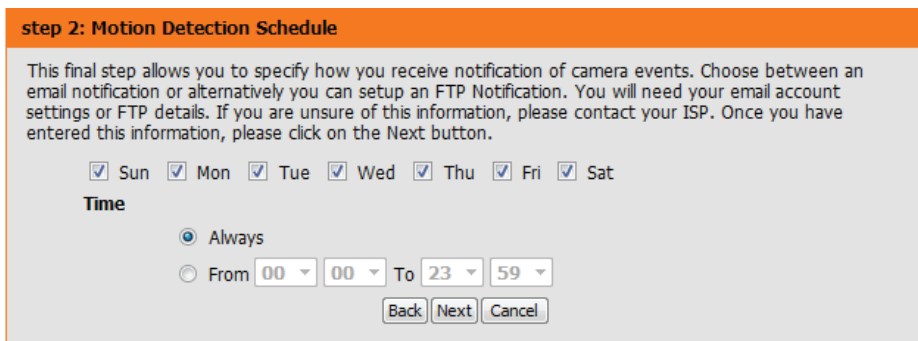 step 2: Motion Detection Schedule
This final step allows you to specify how you receive notification of camera events. Choose between an
email notification or alternatively you can setup an FTP Notification. You will need your email account
settings or FTP details. If you are unsure of this information, please contact your ISP. Once you have
entered this information, please click on the Next button.
Sun Mon Tue Wed Thu Fri Sat
Time
Always
From 00 00 To 23 59
Back Next Cancel